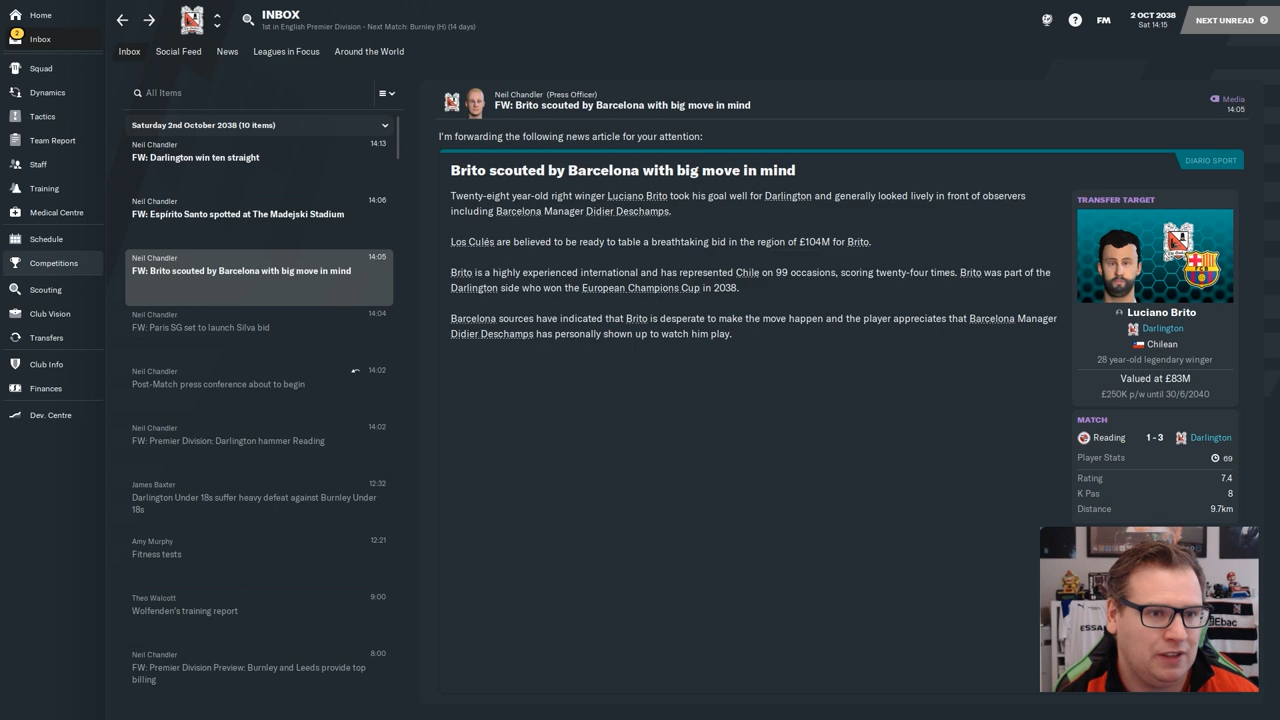 Home
INBOX
1st in English Premier Division - Next Match: Burnley (H) (14 days)
FM
2 OCT 2038
Sat 14:15
NEXT UNREAD
2
Inbox
Squad
Dynamics
Tactics
Team Report
Staff
Training
Medical Centre
Schedule
Competitions
Scouting
Club Vision
Transfers
Club Info
Finances
Dev. Centre
Inbox Social Feed News Leagues in Focus Around the World
All Items
Saturday 2nd October 2038 (10 items)
Neil Chandler 14:13
FW: Darlington win ten straight
Neil Chandler 14:06
FW: Espírito Santo spotted at The Madejski Stadium
Neil Chandler 14:05
FW: Brito scouted by Barcelona with big move in mind
Neil Chandler 14:04
FW: Paris SG set to launch Silva bid
Neil Chandler 14:02
Post-Match press conference about to begin
Neil Chandler 14:02
FW: Premier Division: Darlington hammer Reading
James Baxter 12:32
Darlington Under 18s suffer heavy defeat against Burnley Under
18s
Amy Murphy 12:21
Fitness tests
Theo Walcott 9:00
Wolfenden's training report
Neil Chandler 8:00
FW: Premier Division Preview: Burnley and Leeds provide top
billing
Neil Chandler (Press Officer)
FW: Brito scouted by Barcelona with big move in mind
Media
14:05
I'm forwarding the following news article for your attention:
DIARIO SPORT
Brito scouted by Barcelona with big move in mind
Twenty-eight year-old right winger Luciano Brito took his goal well for Darlington and generally looked lively in front of observers
including Barcelona Manager Didier Deschamps.
Los Culés are believed to be ready to table a breathtaking bid in the region of £104M for Brito.
Brito is a highly experienced international and has represented Chile on 99 occasions, scoring twenty-four times. Brito was part of the
Darlington side who won the European Champions Cup in 2038.
Barcelona sources have indicated that Brito is desperate to make the move happen and the player appreciates that Barcelona Manager
Didier Deschamps has personally shown up to watch him play.
TRANSFER TARGET
Luciano Brito
Darlington
Chilean
28 year-old legendary winger
Valued at £83M
£250K p/w until 30/6/2040
MATCH
Reading 1 - 3 Darlington
Player Stats 69
Rating 7.4
K Pas 8
Distance 9.7km
ESSA
Ebac